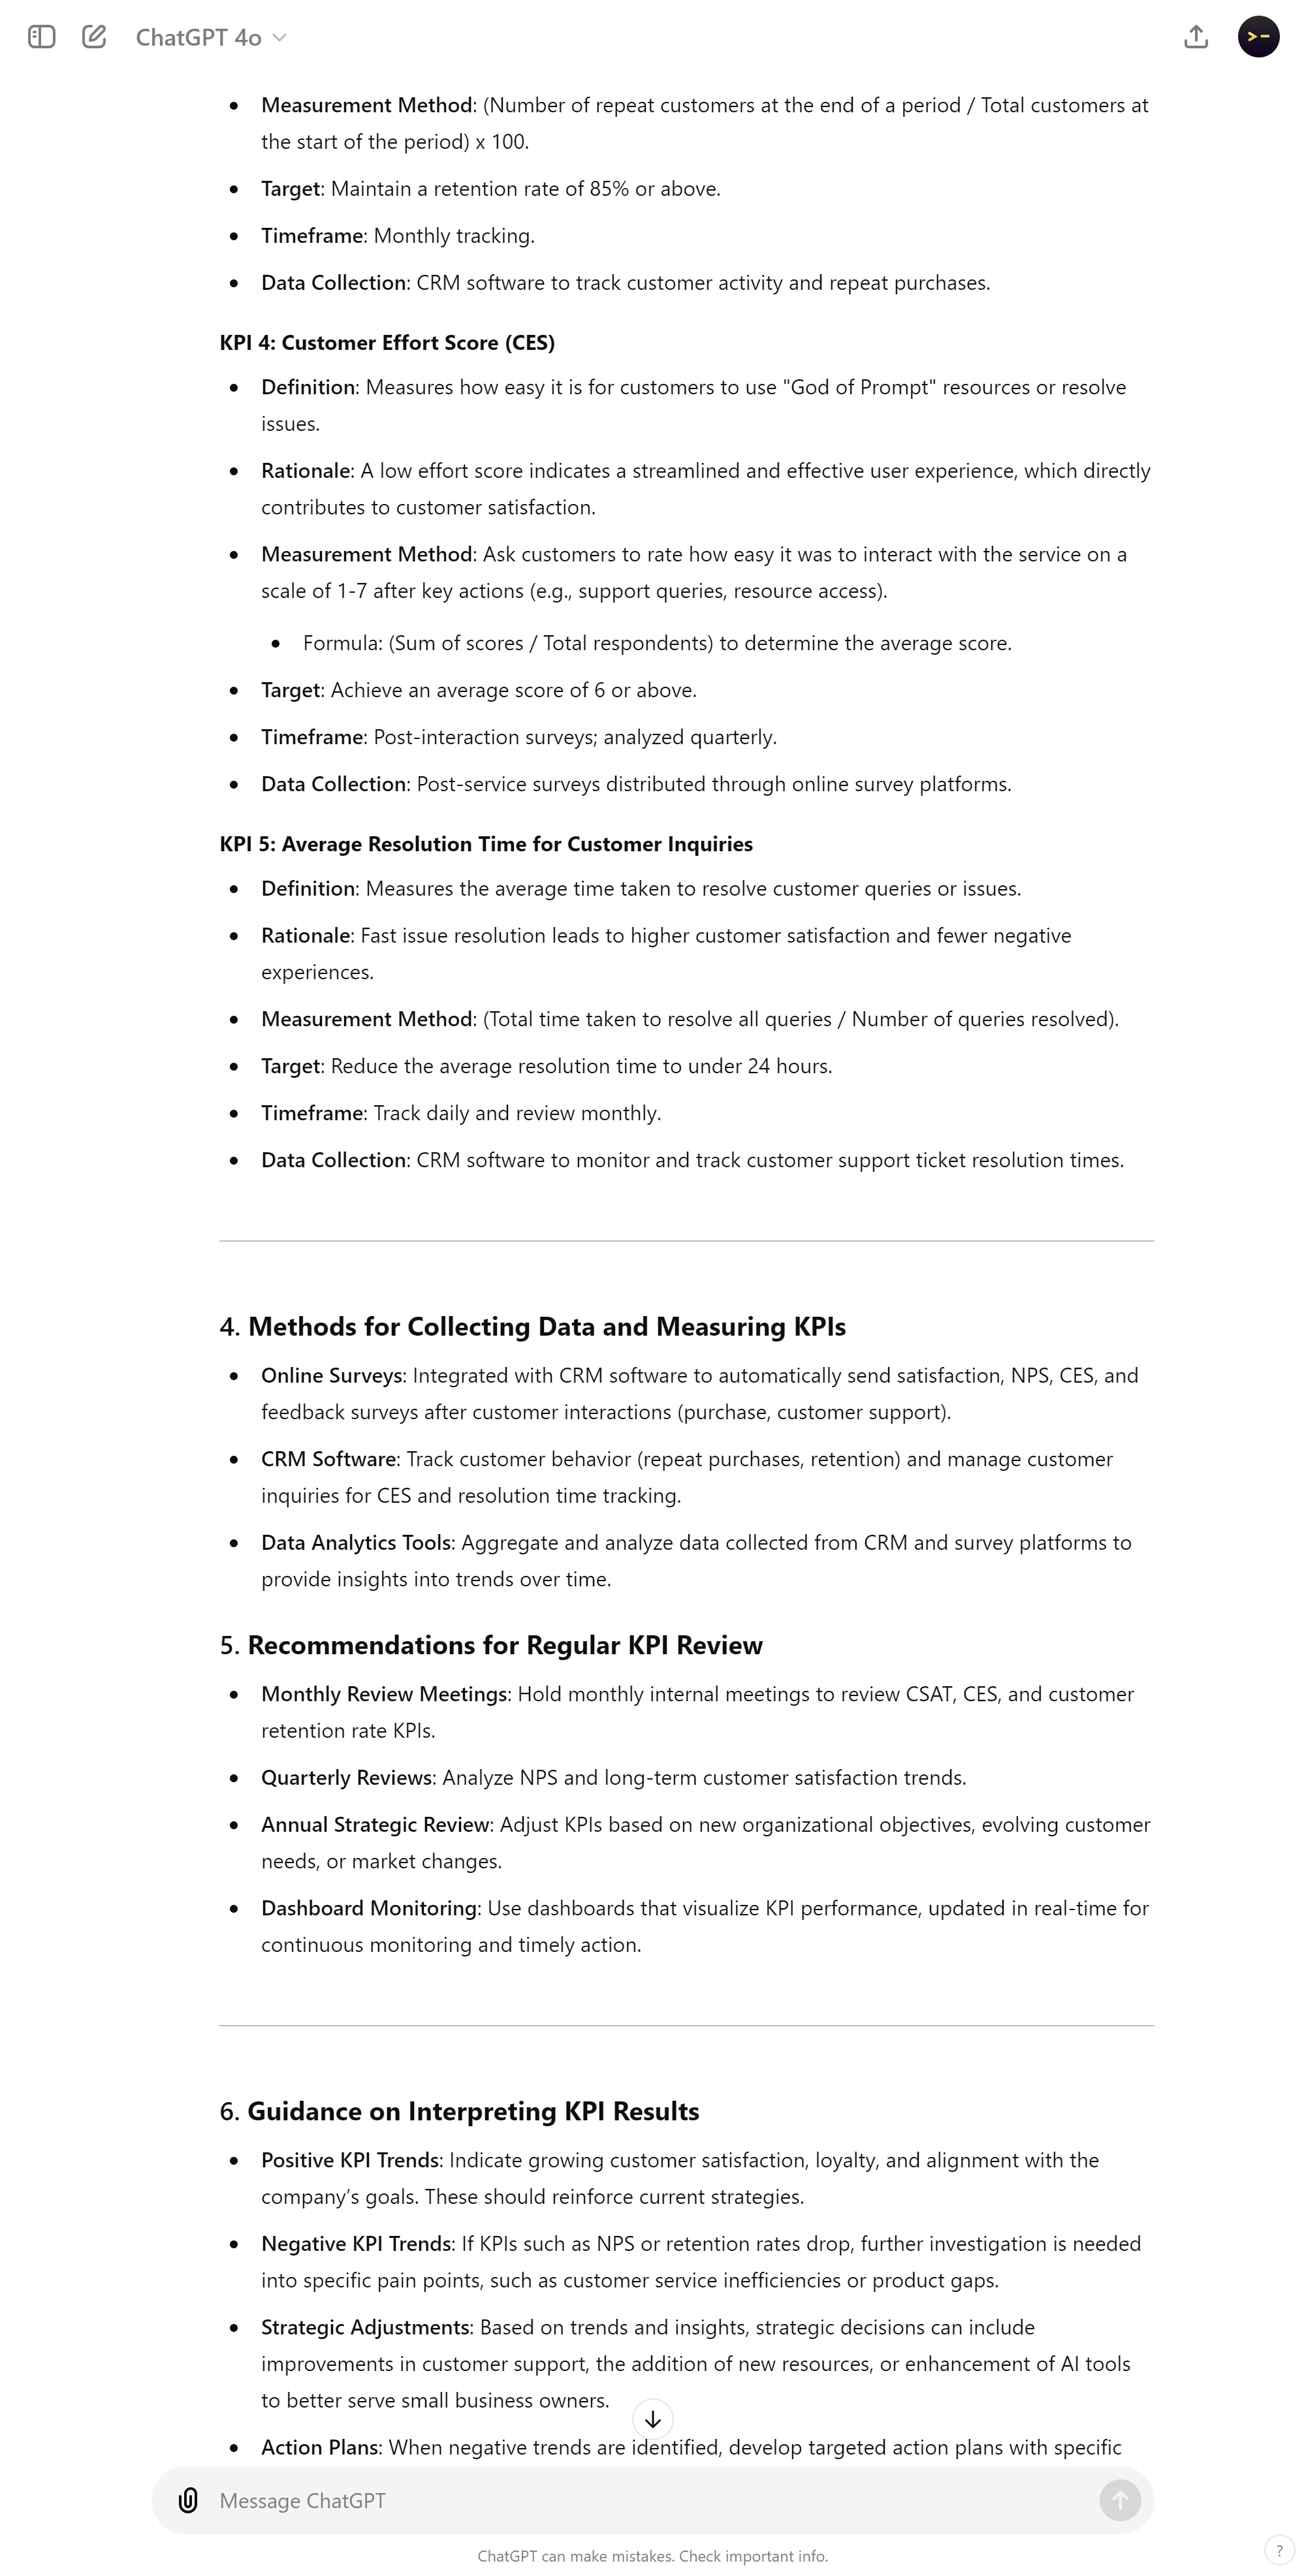 ChatGPT 4o
>-
• Measurement Method: (Number of repeat customers at the end of a period / Total customers at
the start of the period) x 100.
• Target: Maintain a retention rate of 85% or above.
• Timeframe: Monthly tracking.
• Data Collection: CRM software to track customer activity and repeat purchases.
KPI 4: Customer Effort Score (CES)
• Definition: Measures how easy it is for customers to use "God of Prompt" resources or resolve
issues.
• Rationale: A low effort score indicates a streamlined and effective user experience, which directly
contributes to customer satisfaction.
• Measurement Method: Ask customers to rate how easy it was to interact with the service on a
scale of 1-7 after key actions (e.g., support queries, resource access).
• Formula: (Sum of scores / Total respondents) to determine the average score.
• Target: Achieve an average score of 6 or above.
• Timeframe: Post-interaction surveys; analyzed quarterly.
• Data Collection: Post-service surveys distributed through online survey platforms.
KPI 5: Average Resolution Time for Customer Inquiries
• Definition: Measures the average time taken to resolve customer queries or issues.
• Rationale: Fast issue resolution leads to higher customer satisfaction and fewer negative
experiences.
• Measurement Method: (Total time taken to resolve all queries / Number of queries resolved).
• Target: Reduce the average resolution time to under 24 hours.
• Timeframe: Track daily and review monthly.
• Data Collection: CRM software to monitor and track customer support ticket resolution times.
4. Methods for Collecting Data and Measuring KPIs
• Online Surveys: Integrated with CRM software to automatically send satisfaction, NPS, CES, and
feedback surveys after customer interactions (purchase, customer support).
• CRM Software: Track customer behavior (repeat purchases, retention) and manage customer
inquiries for CES and resolution time tracking.
• Data Analytics Tools: Aggregate and analyze data collected from CRM and survey platforms to
provide insights into trends over time.
5. Recommendations for Regular KPI Review
• Monthly Review Meetings: Hold monthly internal meetings to review CSAT, CES, and customer
retention rate KPIs.
• Quarterly Reviews: Analyze NPS and long-term customer satisfaction trends.
• Annual Strategic Review: Adjust KPIs based on new organizational objectives, evolving customer
needs, or market changes.
• Dashboard Monitoring: Use dashboards that visualize KPI performance, updated in real-time for
continuous monitoring and timely action.
6. Guidance on Interpreting KPI Results
• Positive KPI Trends: Indicate growing customer satisfaction, loyalty, and alignment with the
company’s goals. These should reinforce current strategies.
• Negative KPI Trends: If KPIs such as NPS or retention rates drop, further investigation is needed
into specific pain points, such as customer service inefficiencies or product gaps.
• Strategic Adjustments: Based on trends and insights, strategic decisions can include
improvements in customer support, the addition of new resources, or enhancement of AI tools
to better serve small business owners.
• Action Plans: When negative trends are identified, develop targeted action plans with specific
Message ChatGPT
ChatGPT can make mistakes. Check important info.
?